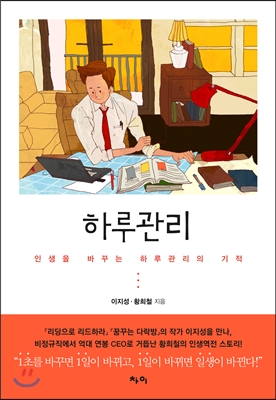 하루관리
인생을 바꾸는 하루관리의 기적
이지성·황희철 지음
『리딩으로 리드하라』, 『꿈꾸는 다락방』의 작가 이지성을 만나,
비정규직에서 억대 연봉 CEO로 거듭난 황희철의 인생역전 스토리!
"1초를 바꾸면 1일이 바뀌고, 1일이 바뀌면 일생이 바뀐다!"
차이